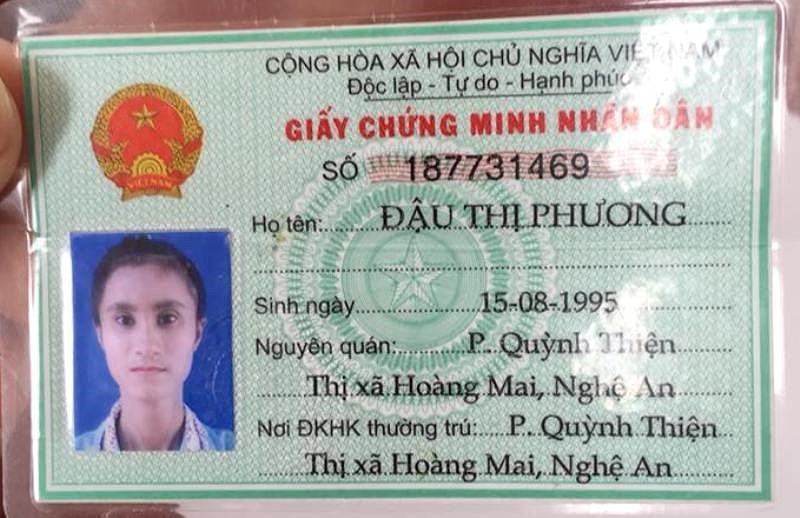 CỘNG HÒA XÃ HỘI CHỦ NGHĨA VIỆT NAM
Độc lập - Tự do - Hạnh phúc
GIẤY CHỨNG MINH NHÂN DÂN
SỐ 187731469
Họ tên: ĐẬU THỊ PHƯƠNG
Sinh ngày 15-08-1995
Nguyên quán: P. Quỳnh Thiện
Thị xã Hoàng Mai, Nghệ An
Nơi ĐKHK thường trú: P. Quỳnh Thiện
Thị xã Hoàng Mai, Nghệ An
VIỆT NAM